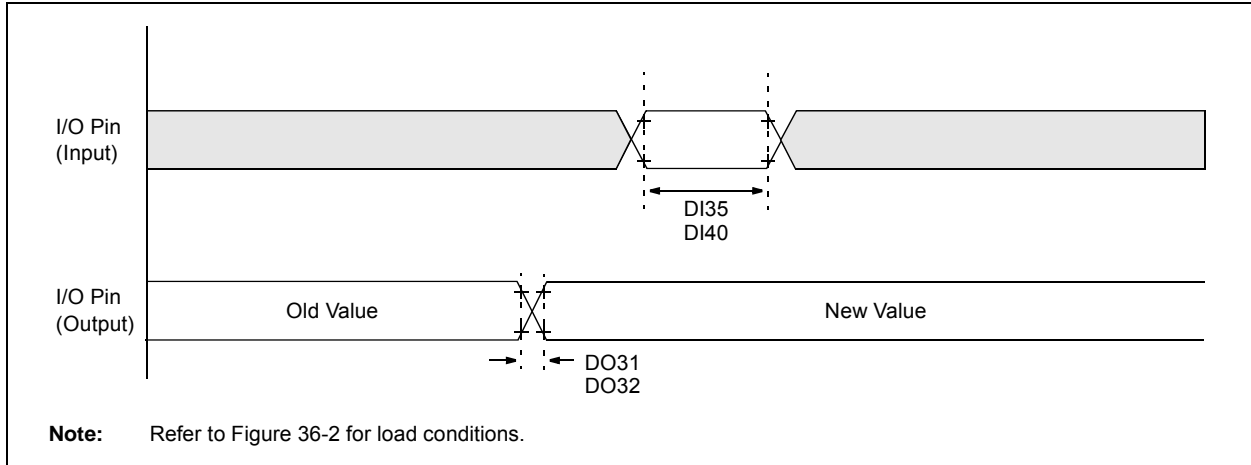 I/O Pin
(Input)
DI35
DI40
I/O Pin
(Output)
Old Value
New Value
DO31
DO32
Note: Refer to Figure 36-2 for load conditions.